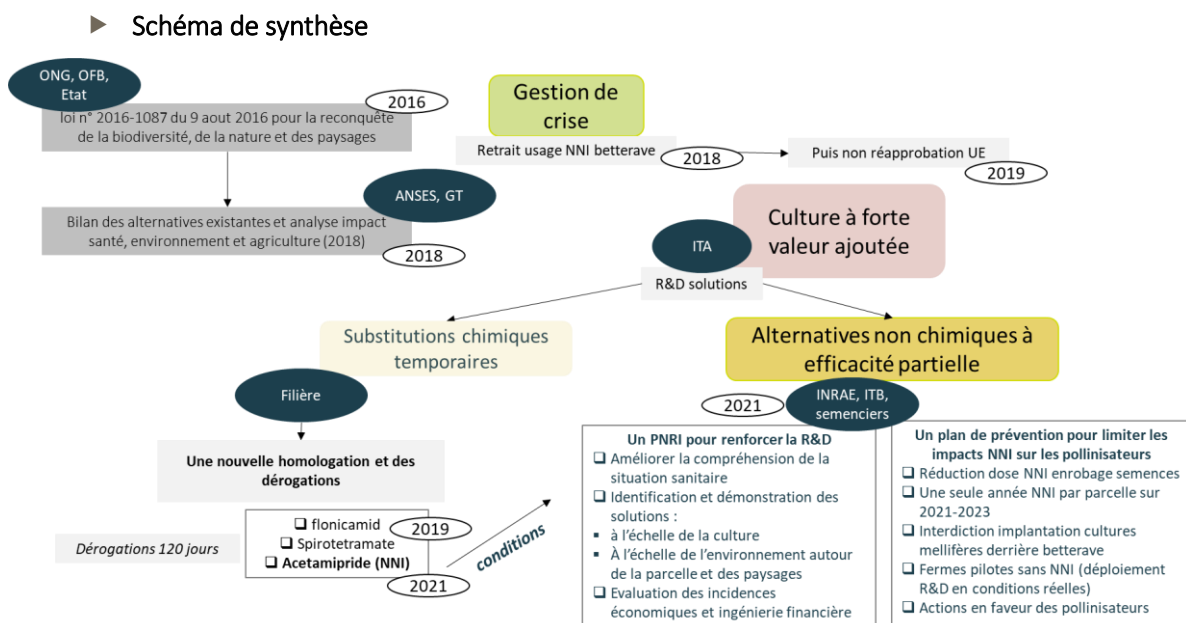 Schéma de synthèse
ONG, OFB,
Etat
2016
loi n° 2016-1087 du 9 aout 2016 pour la reconquête
de la biodiversité, de la nature et des paysages
Gestion de
crise
Retrait usage NNI betterave
2018
Puis non réapprobation UE
2019
ANSES, GT
Bilan des alternatives existantes et analyse impact
santé, environnement et agriculture (2018)
2018
Culture à forte
valeur ajoutée
ITA
R&D solutions
Substitutions chimiques
temporaires
Alternatives non chimiques à
efficacité partielle
Filière
2021
INRAE, ITB,
semenciers
Une nouvelle homologation et des
dérogations
Dérogations 120 jours
❑ flonicamid
2019
❑ Spirotetramate
❑ Acetamipride (NNI)
2021
conditions
Un PNRI pour renforcer la R&D
❑ Améliorer la compréhension de la
situation sanitaire
❑ Identification et démonstration des
solutions :
▪ à l'échelle de la culture
▪ À l'échelle de l'environnement autour
de la parcelle et des paysages
❑ Evaluation des incidences
économiques et ingénierie financière
Un plan de prévention pour limiter les
impacts NNI sur les pollinisateurs
❑ Réduction dose NNI enrobage semences
❑ Une seule année NNI par parcelle sur
2021-2023
❑ Interdiction implantation cultures
mellifères derrière betterave
❑ Fermes pilotes sans NNI (déploiement
R&D en conditions réelles)
❑ Actions en faveur des pollinisateurs